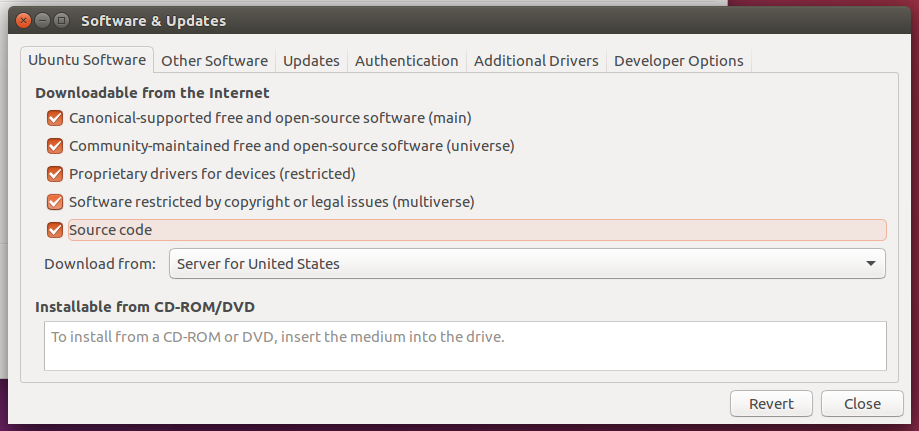 Software & Updates
Ubuntu Software Other Software Updates Authentication Additional Drivers Developer Options
Downloadable from the Internet
Canonical-supported free and open-source software (main)
Community-maintained free and open-source software (universe)
Proprietary drivers for devices (restricted)
Software restricted by copyright or legal issues (multiverse)
Source code
Download from: Server for United States
Installable from CD-ROM/DVD
To install from a CD-ROM or DVD, insert the medium into the drive.
Revert Close